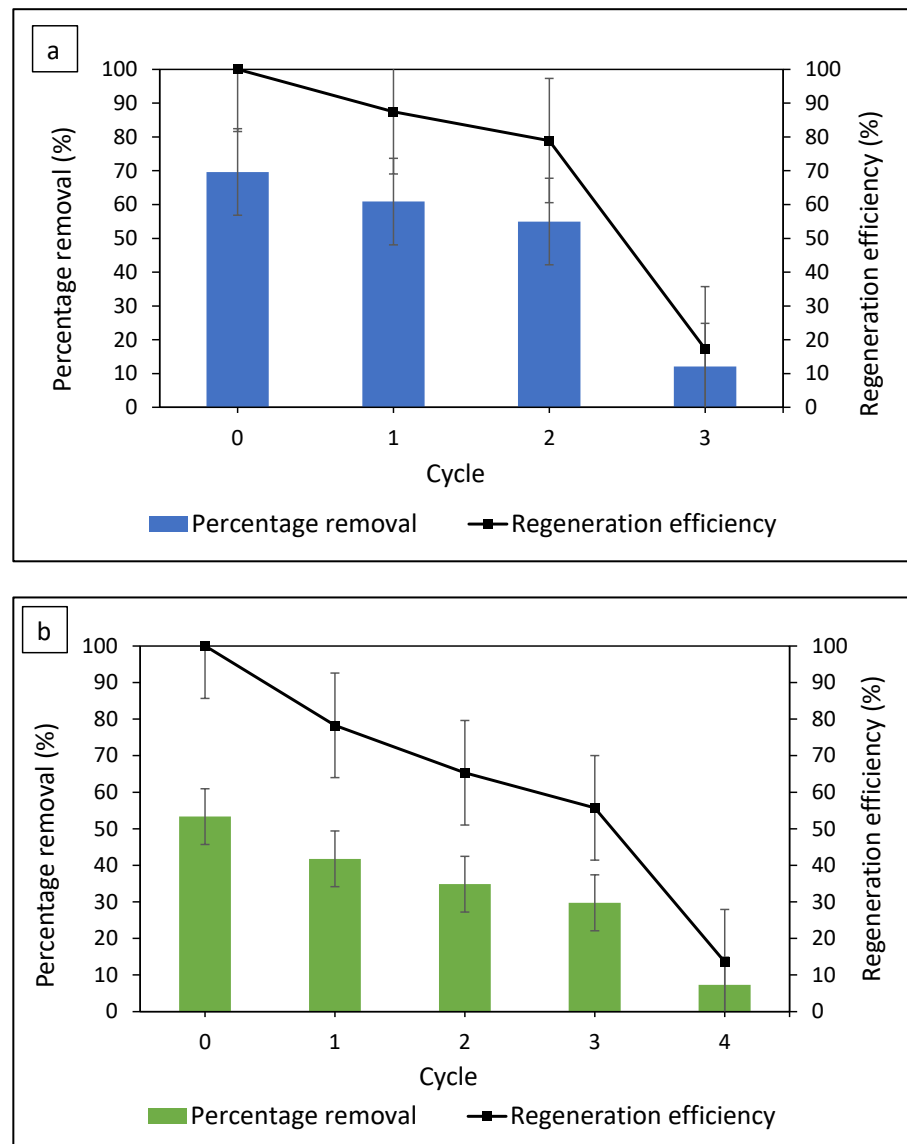 a
100 100
90 90
80 80
70 70
60 60
50 50
40 40
30 30
20 20
10 10
0 0
Percentage removal (%)
Regeneration efficiency (%)
0 1 2 3
Cycle
Percentage removal Regeneration efficiency
b
100 100
90 90
80 80
70 70
60 60
50 50
40 40
30 30
20 20
10 10
0 0
Percentage removal (%)
Regeneration efficiency (%)
0 1 2 3 4
Cycle
Percentage removal Regeneration efficiency